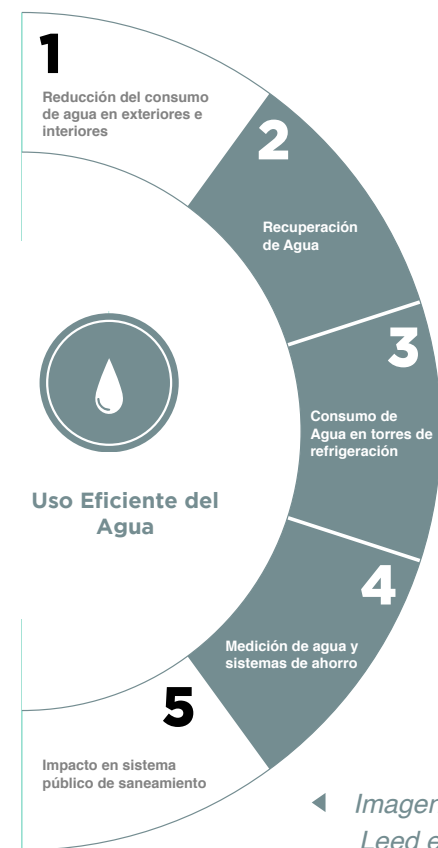 1
Reducción del consumo
de agua en exteriores e
interiores
2
Recuperación
de Agua
3
Consumo de
Agua en torres de
refrigeración
Uso Eficiente del
Agua
4
Medición de agua y
sistemas de ahorro
5
Impacto en sistema
público de saneamiento
Imagen
Leed e